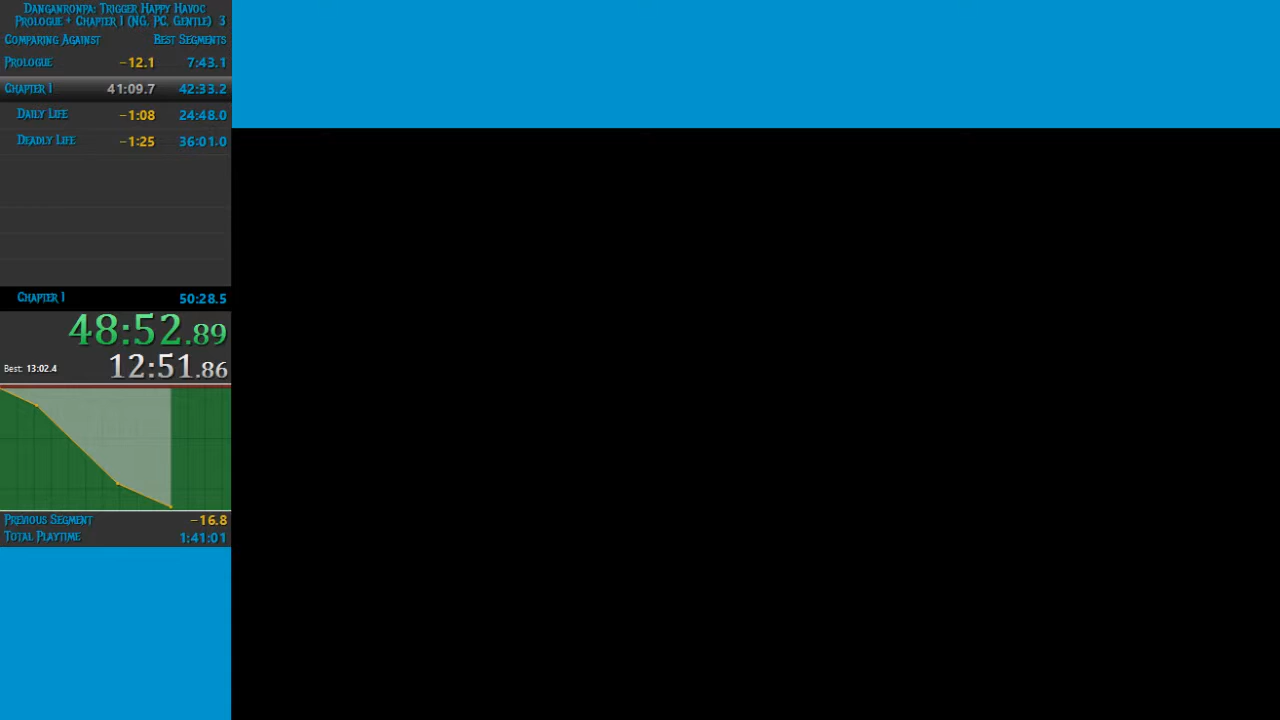 Danganronpa: Trigger Happy Havoc
Prologue + Chapter 1 (NG, PC, Gentle) 3
Comparing Against Best Segments
Prologue −12.1 7:43.1
Chapter 1 41:09.7 42:33.2
Daily Life −1:08 24:48.0
Deadly Life −1:25 36:01.0
Chapter 1 50:28.5
48:52.89
Best: 13:02.4 12:51.86
Previous Segment −16.8
Total Playtime 1:41:01